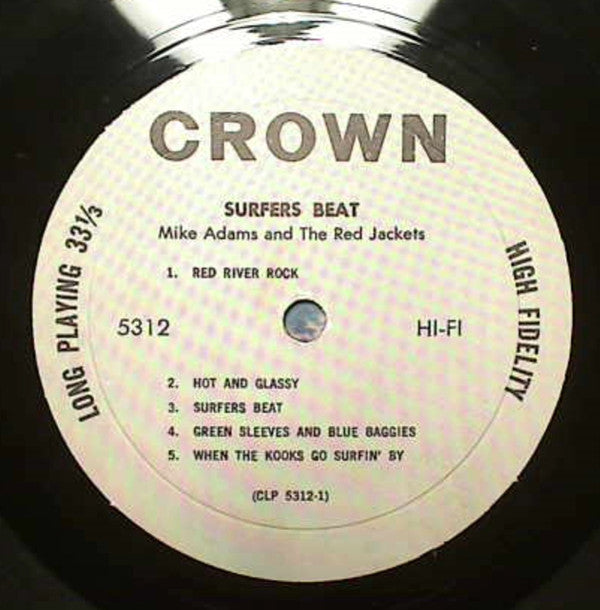 CROWN
SURFERS BEAT
Mike Adams and The Red Jackets
1. RED RIVER ROCK
LONG PLAYING 33⅓
5312
HI-FI
HIGH FIDELITY
2. HOT AND GLASSY
3. SURFERS BEAT
4. GREEN SLEEVES AND BLUE BAGGIES
5. WHEN THE KOOKS GO SURFIN' BY
(CLP 5312-1)